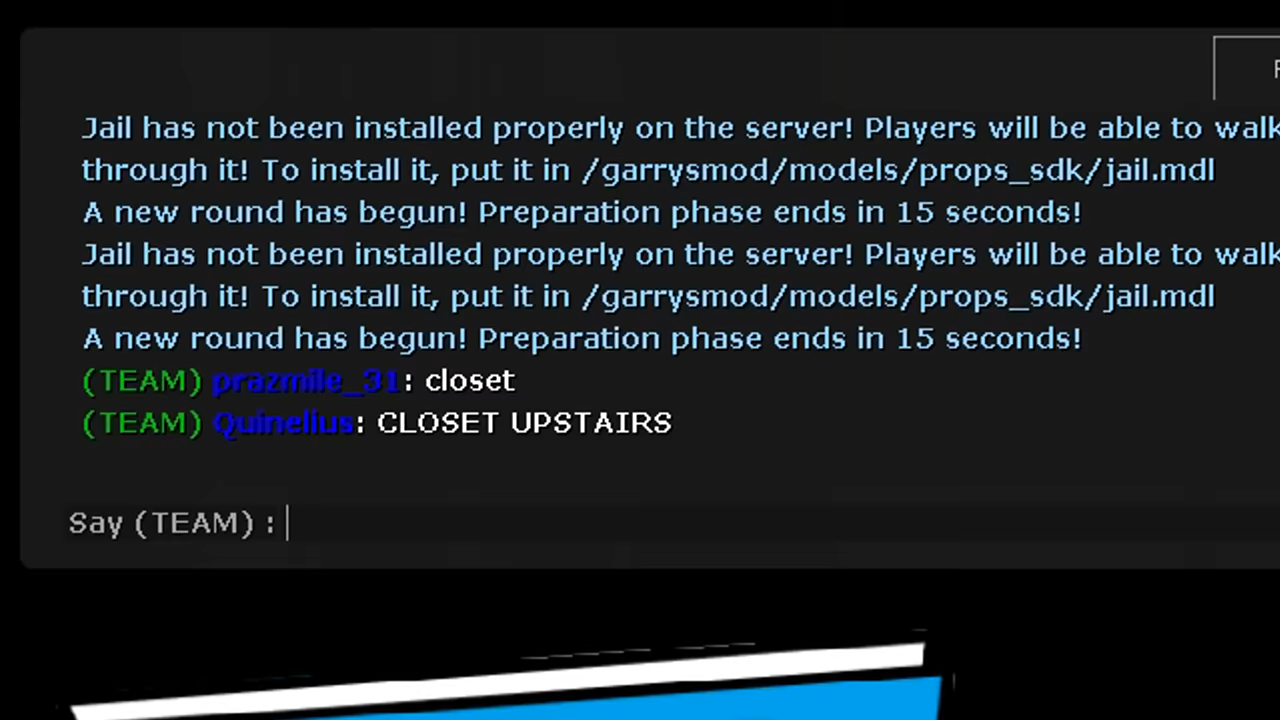 Jail has not been installed properly on the server! Players will be able to walk
through it! To install it, put it in /garrysmod/models/props_sdk/jail.mdl
A new round has begun! Preparation phase ends in 15 seconds!
Jail has not been installed properly on the server! Players will be able to walk
through it! To install it, put it in /garrysmod/models/props_sdk/jail.mdl
A new round has begun! Preparation phase ends in 15 seconds!
(TEAM) prazmile_31: closet
(TEAM) Quinelius: CLOSET UPSTAIRS
Say (TEAM) :